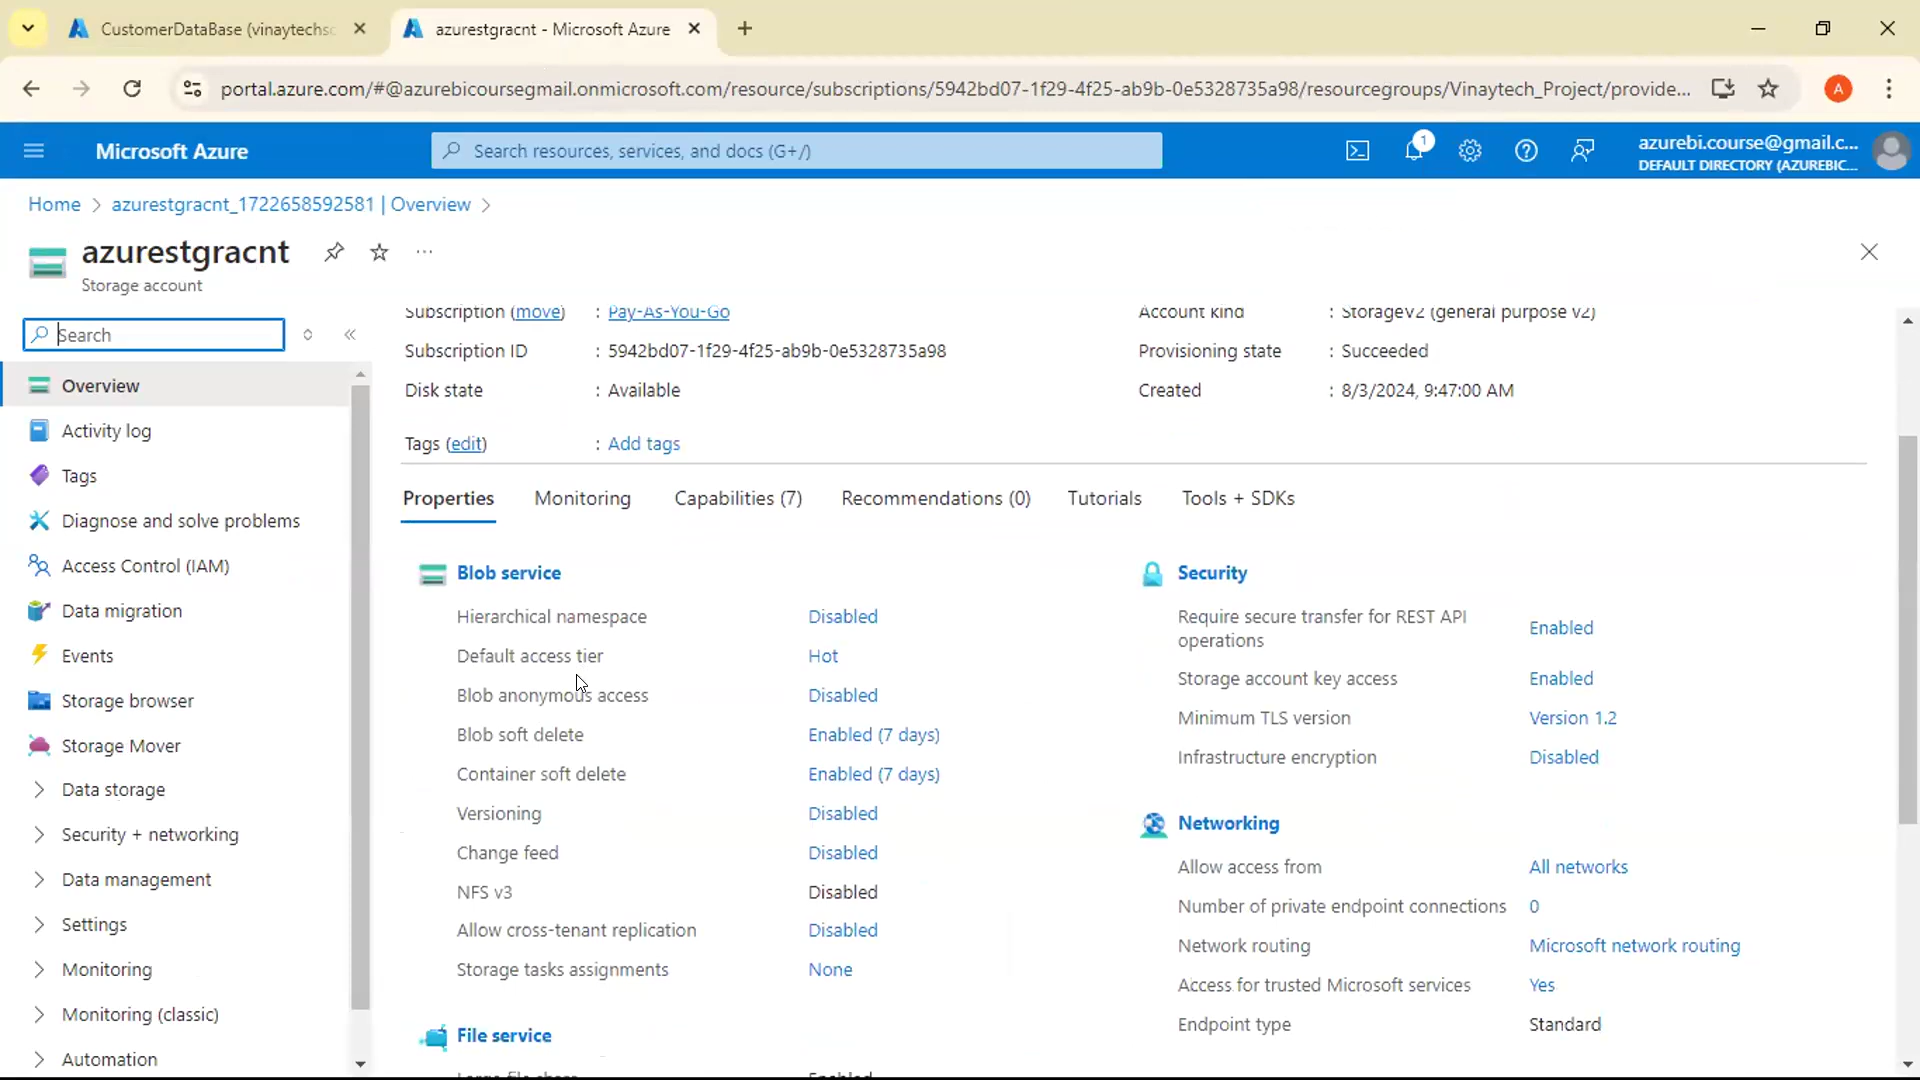 CustomerDataBase (vinaytechsc
azurestgracnt - Microsoft Azure
portal.azure.com/#@azurebicoursegmail.onmicrosoft.com/resource/subscriptions/5942bd07-1f29-4f25-ab9b-0e5328735a98/resourcegroups/Vinaytech_Project/provide...
A
Microsoft Azure
Search resources, services, and docs (G+/)
1
azurebi.course@gmail.c...
DEFAULT DIRECTORY (AZUREBIC...
Home > azurestgracnt_1722658592581 | Overview >
azurestgracnt
Storage account
Search
Overview
Activity log
Tags
Diagnose and solve problems
Access Control (IAM)
Data migration
Events
Storage browser
Storage Mover
Data storage
Security + networking
Data management
Settings
Monitoring
Monitoring (classic)
Automation
Subscription (move) : Pay-As-You-Go
Subscription ID : 5942bd07-1f29-4f25-ab9b-0e5328735a98
Disk state : Available
Tags (edit) : Add tags
Account kind : StorageV2 (general purpose v2)
Provisioning state : Succeeded
Created : 8/3/2024, 9:47:00 AM
Properties Monitoring Capabilities (7) Recommendations (0) Tutorials Tools + SDKs
Blob service
Hierarchical namespace Disabled
Default access tier Hot
Blob anonymous access Disabled
Blob soft delete Enabled (7 days)
Container soft delete Enabled (7 days)
Versioning Disabled
Change feed Disabled
NFS v3 Disabled
Allow cross-tenant replication Disabled
Storage tasks assignments None
File service
Security
Require secure transfer for REST API
operations Enabled
Storage account key access Enabled
Minimum TLS version Version 1.2
Infrastructure encryption Disabled
Networking
Allow access from All networks
Number of private endpoint connections 0
Network routing Microsoft network routing
Access for trusted Microsoft services Yes
Endpoint type Standard